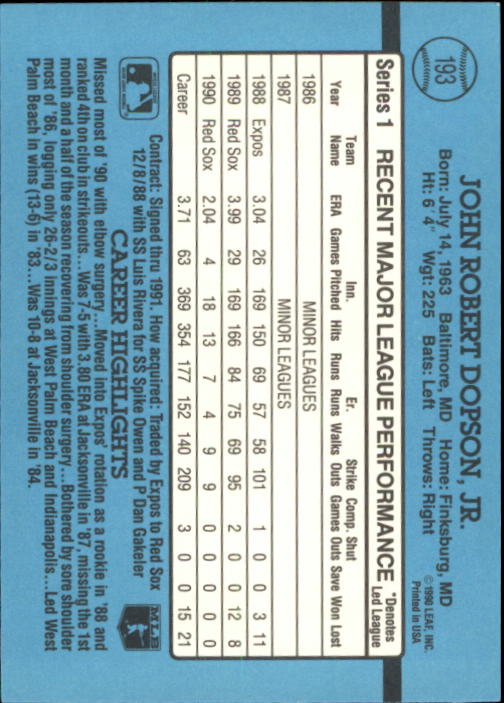 193
JOHN ROBERT DOPSON, JR.
Born: July 14, 1963 Baltimore, MD Home: Finksburg, MD
Ht: 6' 4" Wgt: 225 Bats: Left Throws: Right
©1990 LEAF, INC.
Printed in USA
Series 1 RECENT MAJOR LEAGUE PERFORMANCE *Denotes Led League
Team Inn. Er. Strike Comp. Shut
Year Name ERA Games Pitched Hits Runs Runs Walks Outs Games Outs Save Won Lost
1986 MINOR LEAGUES
1987 MINOR LEAGUES
1988 Expos 3.04 26 169 150 69 57 58 101 1 0 0 3 11
1989 Red Sox 3.99 29 169 166 84 75 69 95 2 0 0 12 8
1990 Red Sox 2.04 4 18 13 7 4 9 9 0 0 0 0 0
Career 3.71 63 369 354 177 152 140 209 3 0 0 15 21
Contract: Signed thru 1991. How acquired: Traded by Expos to Red Sox
12/8/88 with SS Luis Rivera for SS Spike Owen and P Dan Gakeler
MLB
CAREER HIGHLIGHTS
Missed most of '90 with elbow surgery...Moved into Expos' rotation as a rookie in '88 and
ranked 4th on club in strikeouts...Was 7-5 with 3.80 ERA at Jacksonville in '87, missing the 1st
month and a half of the season recovering from shoulder surgery...Bothered by sore shoulder
most of '86, logging only 26-2/3 innings at West Palm Beach and Indianapolis...Led West
Palm Beach in wins (13-6) in '83...Was 10-8 at Jacksonville in '84.